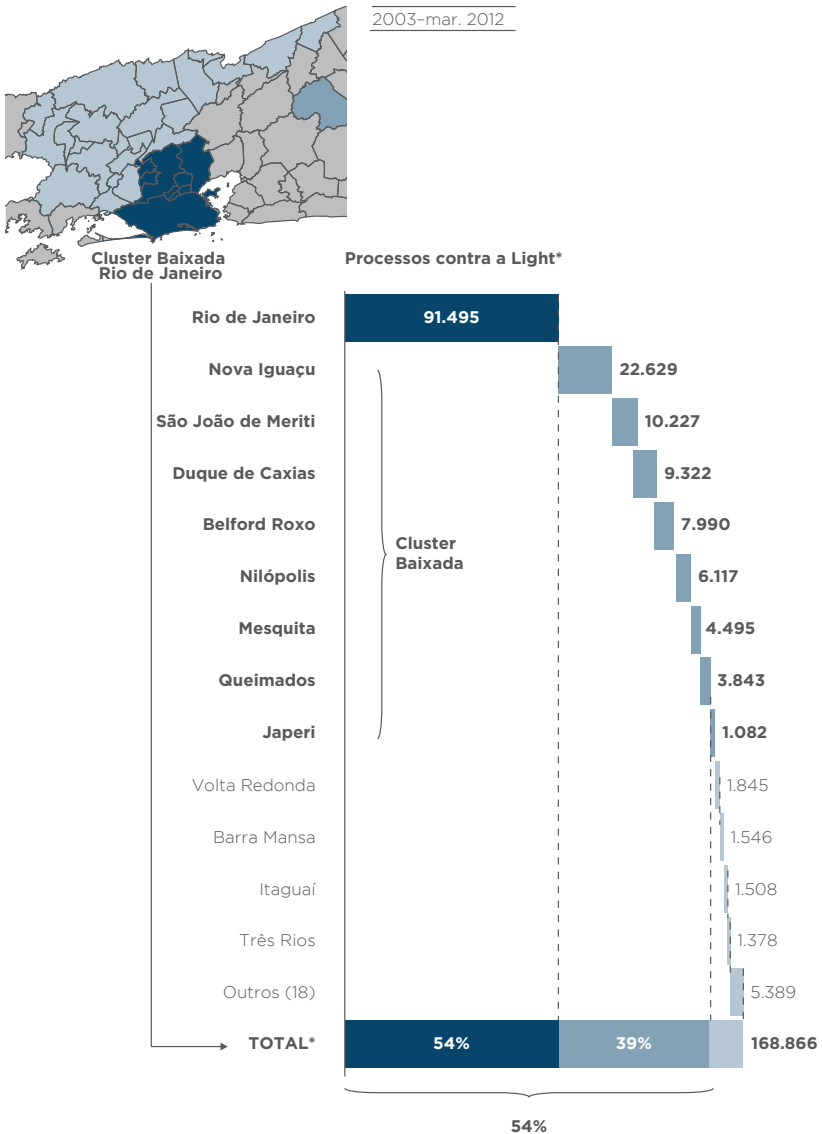 2003–mar. 2012
Cluster Baixada
Rio de Janeiro
Processos contra a Light*
Rio de Janeiro
91.495
Nova Iguaçu
22.629
São João de Meriti
10.227
Duque de Caxias
9.322
Belford Roxo
7.990
Cluster
Baixada
Nilópolis
6.117
Mesquita
4.495
Queimados
3.843
Japeri
1.082
Volta Redonda
1.845
Barra Mansa
1.546
Itaguaí
1.508
Três Rios
1.378
Outros (18)
5.389
TOTAL*
54%
39%
168.866
54%